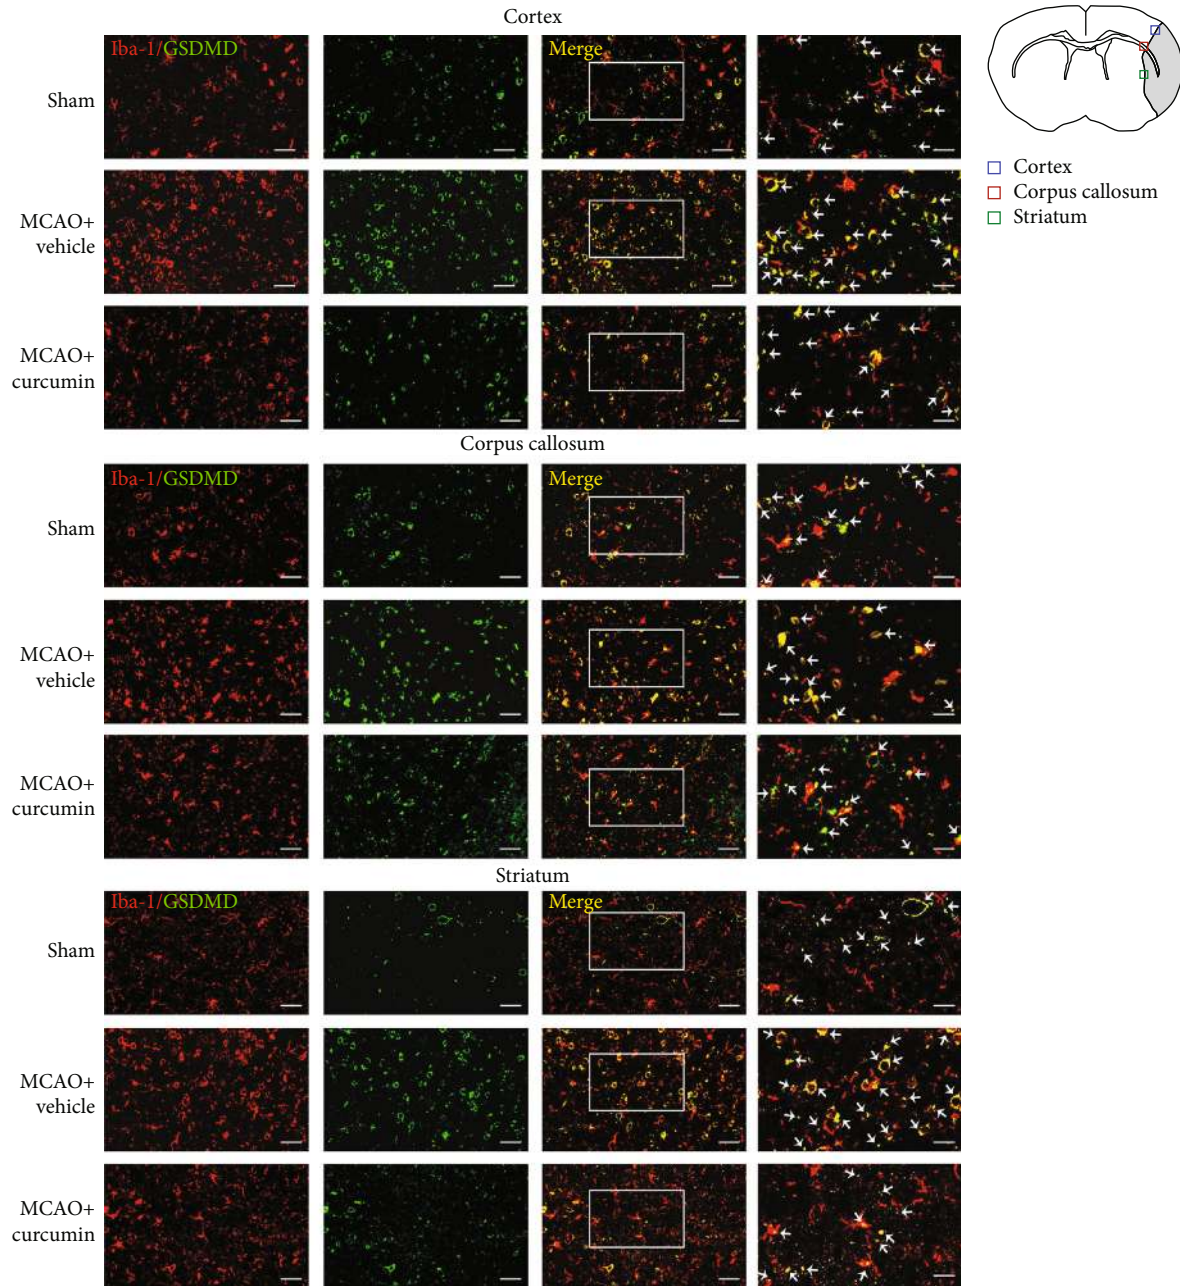 Cortex
Iba-1/GSDMD
Merge
Sham
MCAO+
vehicle
MCAO+
curcumin
Cortex
Corpus callosum
Striatum
Corpus callosum
Iba-1/GSDMD
Merge
Sham
MCAO+
vehicle
MCAO+
curcumin
Striatum
Iba-1/GSDMD
Merge
Sham
MCAO+
vehicle
MCAO+
curcumin